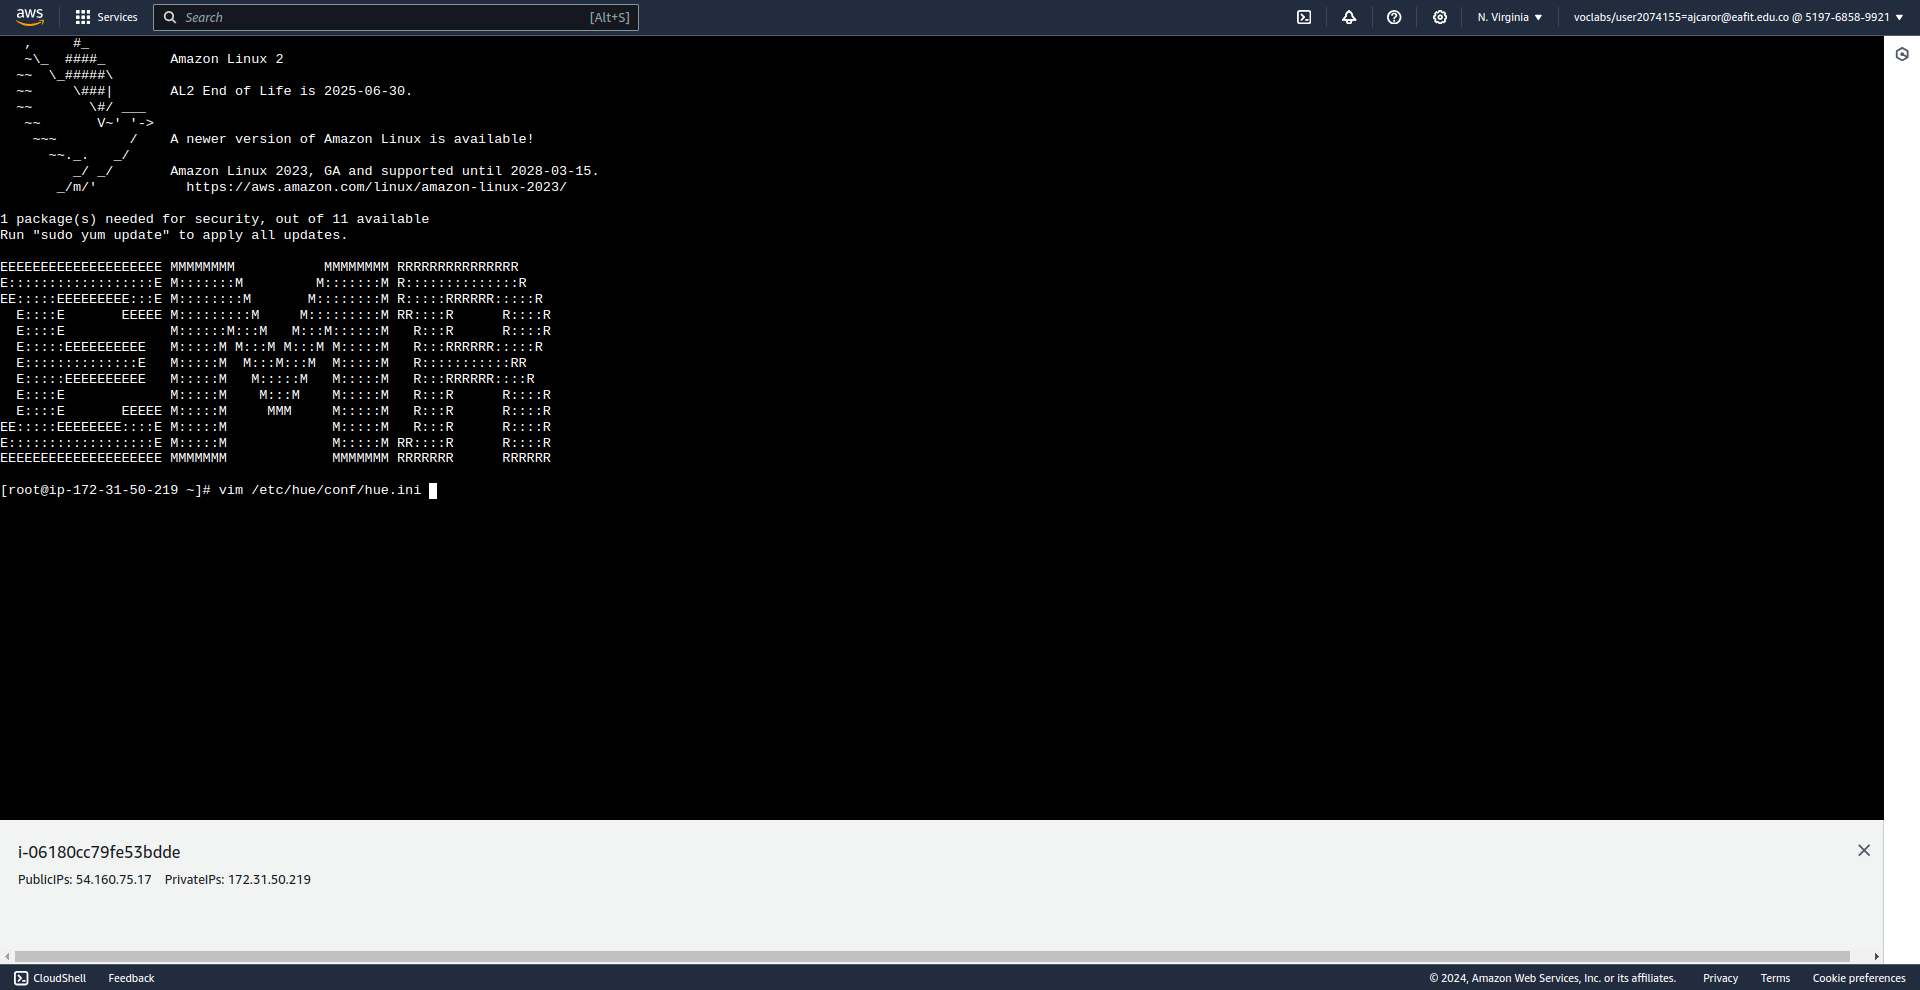 aws Services Search [Alt+S] N. Virginia ▼ voclabs/user2074155=ajcaror@eafit.edu.co @ 5197-6858-9921 ▼
   ,     #_
   ~\_  ####_        Amazon Linux 2
  ~~  \_#####\
  ~~     \###|       AL2 End of Life is 2025-06-30.
  ~~       \#/ ___
   ~~       V~' '->
    ~~~         /    A newer version of Amazon Linux is available!
      ~~._.   _/
         _/ _/       Amazon Linux 2023, GA and supported until 2028-03-15.
       _/m/'           https://aws.amazon.com/linux/amazon-linux-2023/
1 package(s) needed for security, out of 11 available
Run "sudo yum update" to apply all updates.
EEEEEEEEEEEEEEEEEEEE MMMMMMMM           MMMMMMMM RRRRRRRRRRRRRRR
E::::::::::::::::::E M:::::::M         M:::::::M R::::::::::::::R
EE:::::EEEEEEEEE:::E M::::::::M       M::::::::M R:::::RRRRRR:::::R
  E::::E       EEEEE M:::::::::M     M:::::::::M RR::::R      R::::R
  E::::E             M::::::M:::M   M:::M::::::M   R:::R      R::::R
  E:::::EEEEEEEEEE   M:::::M M:::M M:::M M:::::M   R:::RRRRRR:::::R
  E::::::::::::::E   M:::::M  M:::M:::M  M:::::M   R:::::::::::RR
  E:::::EEEEEEEEEE   M:::::M   M:::::M   M:::::M   R:::RRRRRR::::R
  E::::E             M:::::M    M:::M    M:::::M   R:::R      R::::R
  E::::E       EEEEE M:::::M     MMM     M:::::M   R:::R      R::::R
EE:::::EEEEEEEE::::E M:::::M             M:::::M   R:::R      R::::R
E::::::::::::::::::E M:::::M             M:::::M RR::::R      R::::R
EEEEEEEEEEEEEEEEEEEE MMMMMMM             MMMMMMM RRRRRRR      RRRRRR
[root@ip-172-31-50-219 ~]# vim /etc/hue/conf/hue.ini
i-06180cc79fe53bdde
PublicIPs: 54.160.75.17 PrivateIPs: 172.31.50.219
CloudShell Feedback © 2024, Amazon Web Services, Inc. or its affiliates. Privacy Terms Cookie preferences